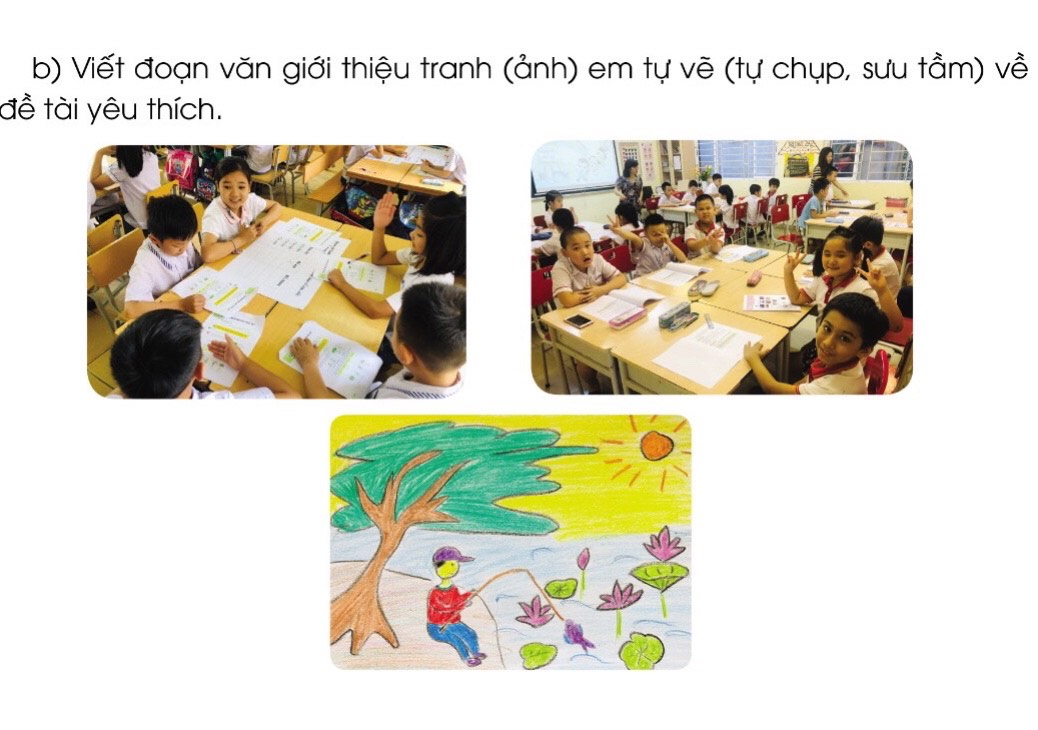 b) Viết đoạn văn giới thiệu tranh (ảnh) em tự vẽ (tự chụp, sưu tầm) về
đề tài yêu thích.